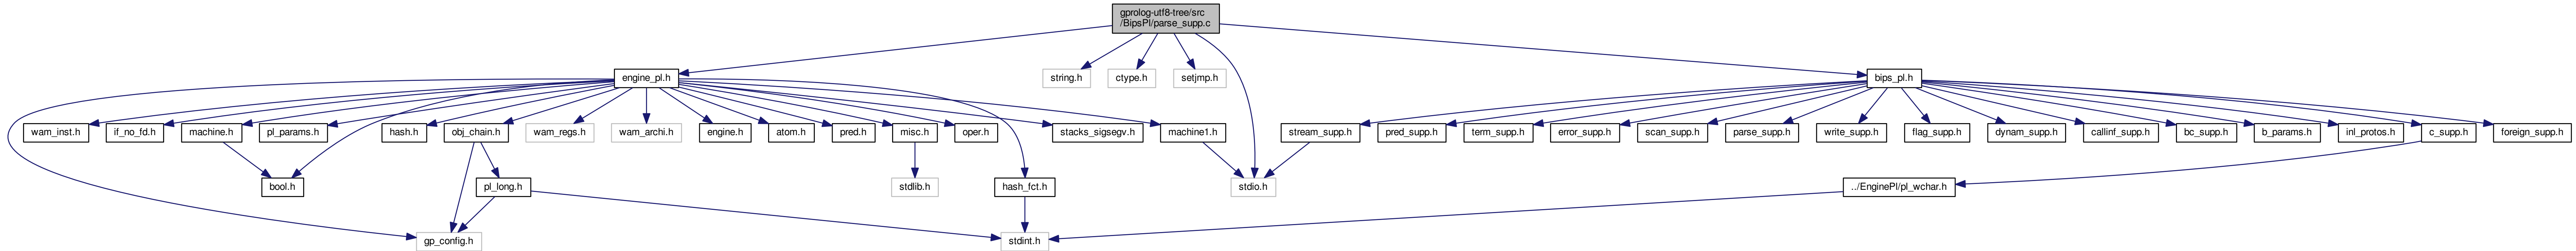 gprolog-utf8-tree/src
/BipsPl/parse_supp.c
engine_pl.h
string.h
ctype.h
setjmp.h
bips_pl.h
wam_inst.h
if_no_fd.h
machine.h
pl_params.h
hash.h
obj_chain.h
wam_regs.h
wam_archi.h
engine.h
atom.h
pred.h
misc.h
oper.h
stacks_sigsegv.h
machine1.h
stream_supp.h
pred_supp.h
term_supp.h
error_supp.h
scan_supp.h
parse_supp.h
write_supp.h
flag_supp.h
dynam_supp.h
callinf_supp.h
bc_supp.h
b_params.h
inl_protos.h
c_supp.h
foreign_supp.h
bool.h
pl_long.h
stdlib.h
hash_fct.h
stdio.h
../EnginePl/pl_wchar.h
gp_config.h
stdint.h